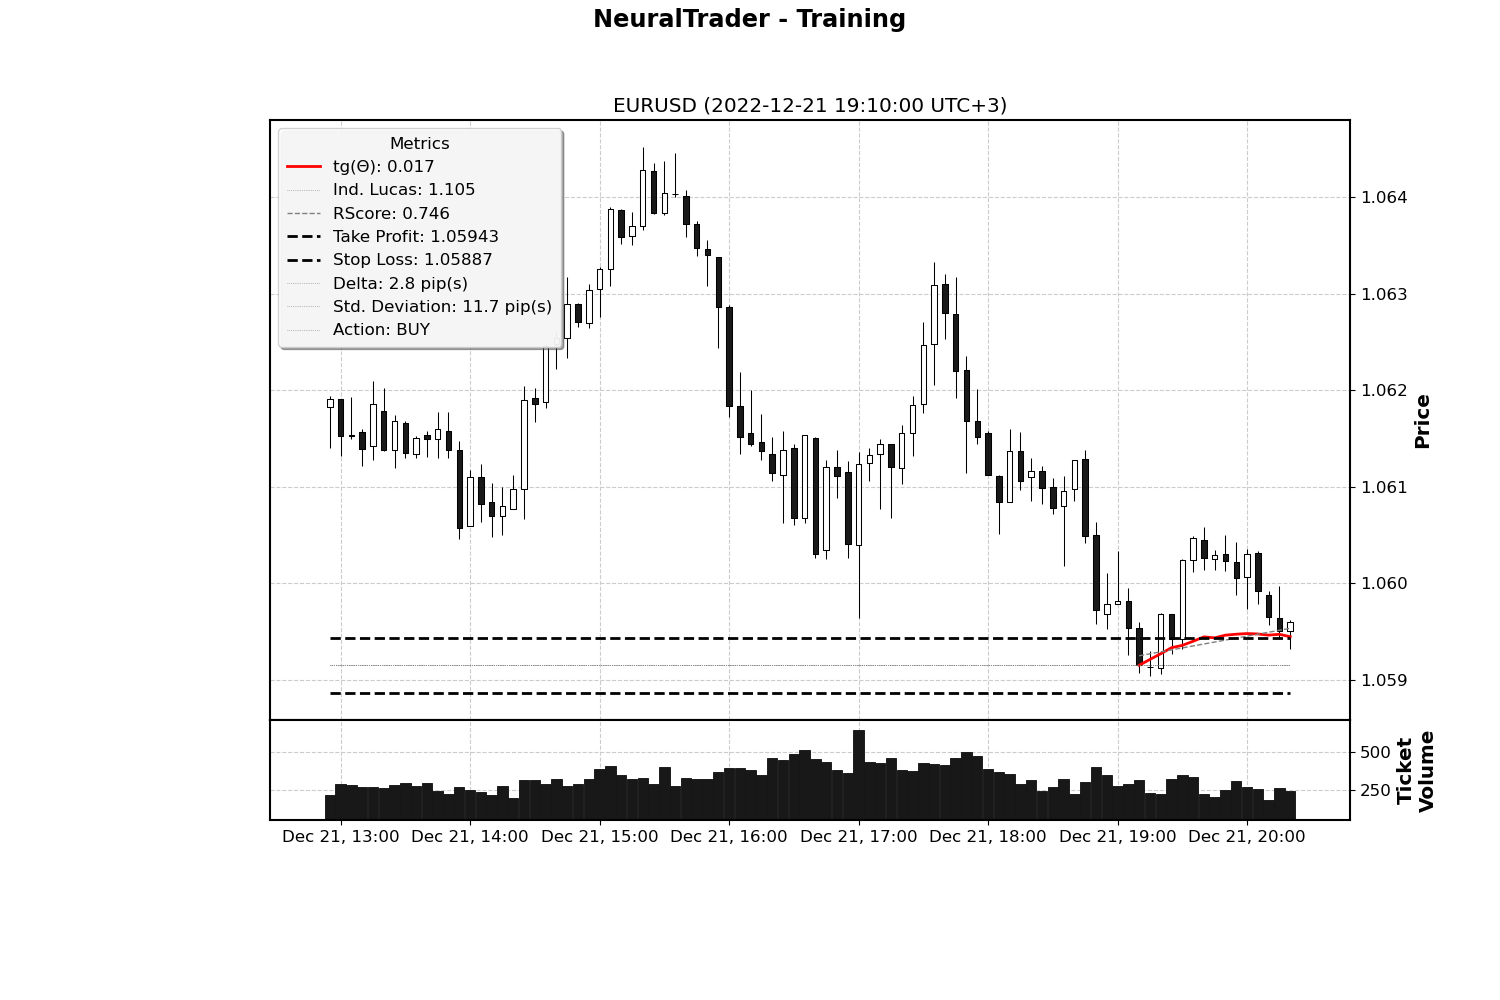 NeuralTrader - Training
EURUSD (2022-12-21 19:10:00 UTC+3)
Metrics
tg(Θ): 0.017
Ind. Lucas: 1.105
RScore: 0.746
Take Profit: 1.05943
Stop Loss: 1.05887
Delta: 2.8 pip(s)
Std. Deviation: 11.7 pip(s)
Action: BUY
1.064
1.063
1.062
1.061
1.060
1.059
Price
500
250
Ticket
Volume
Dec 21, 13:00
Dec 21, 14:00
Dec 21, 15:00
Dec 21, 16:00
Dec 21, 17:00
Dec 21, 18:00
Dec 21, 19:00
Dec 21, 20:00